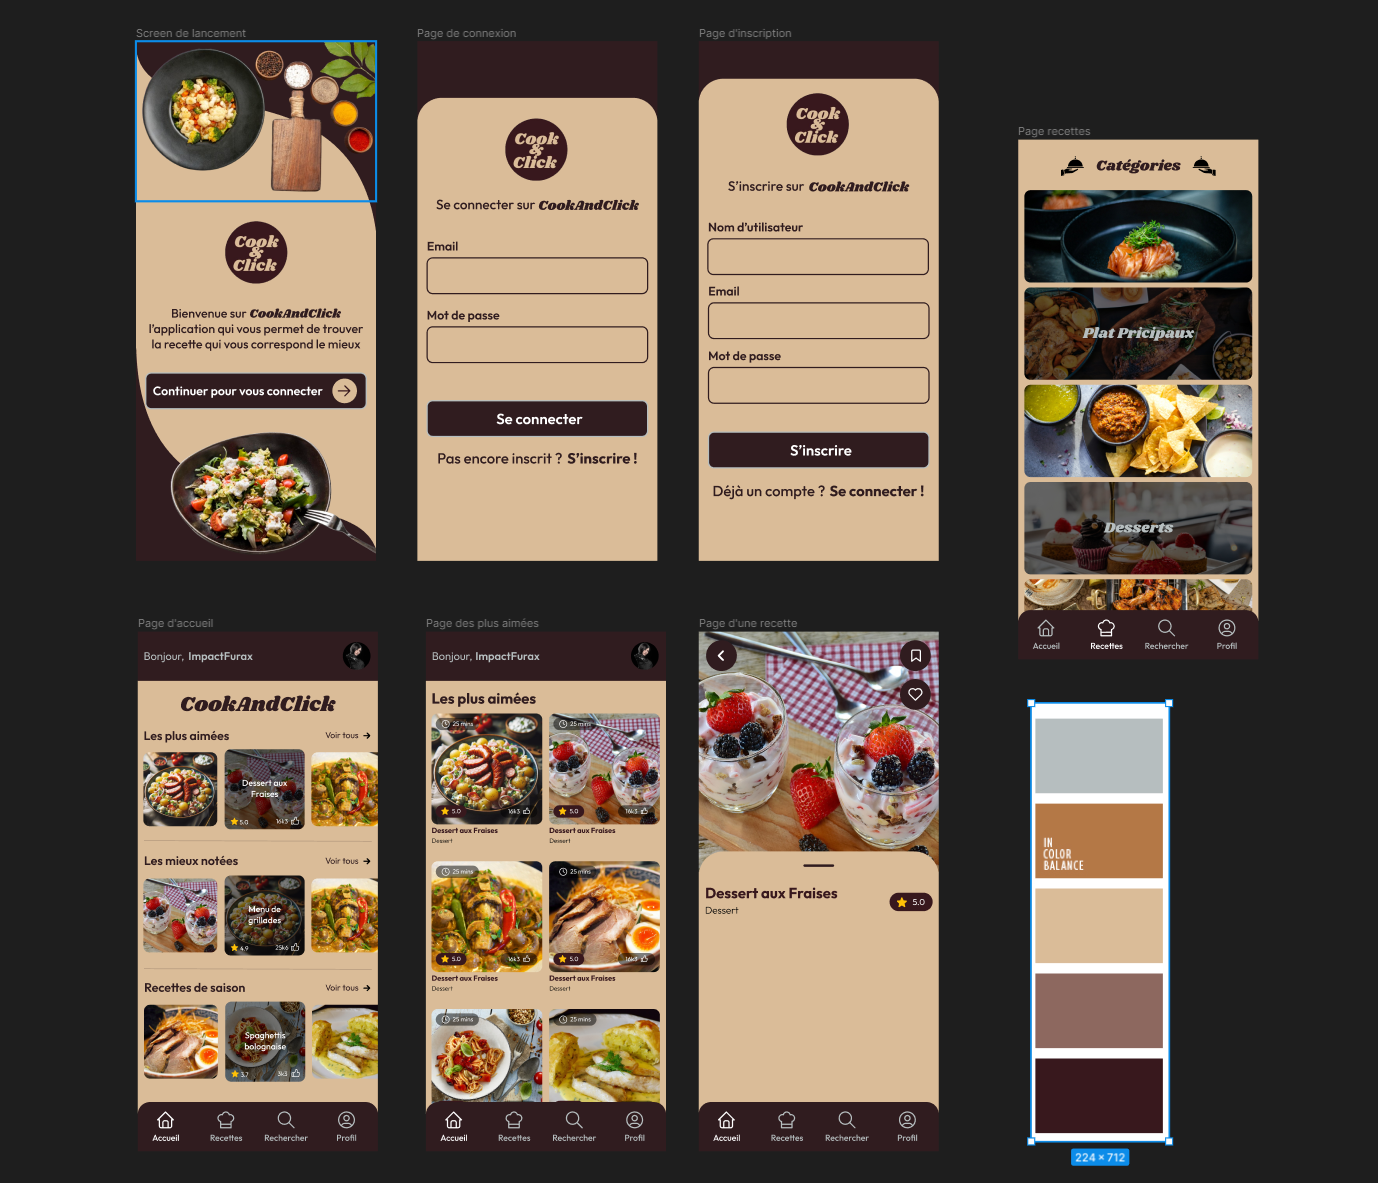 Screen de lancement
Cook
&
Click
Bienvenue sur CookAndClick
l'application qui vous permet de trouver
la recette qui vous correspond le mieux
Continuer pour vous connecter
Page de connexion
Cook
&
Click
Se connecter sur CookAndClick
Email
Mot de passe
Se connecter
Pas encore inscrit ? S'inscrire !
Page d'inscription
Cook
&
Click
S'inscrire sur CookAndClick
Nom d'utilisateur
Email
Mot de passe
S'inscrire
Déjà un compte ? Se connecter !
Page recettes
Catégories
Plat Pricipaux
Desserts
Accueil
Recettes
Rechercher
Profil
Page d'accueil
Bonjour, ImpactFurax
CookAndClick
Les plus aimées
Voir tous
Dessert aux
Fraises
5.0
16k3
Les mieux notées
Voir tous
Menu de
grillades
4.9
25k6
Recettes de saison
Voir tous
Spaghettis
bolognaise
3.7
3k3
Accueil
Recettes
Rechercher
Profil
Page des plus aimées
Bonjour, ImpactFurax
Les plus aimées
25 mins
25 mins
5.0
16k3
5.0
16k3
Dessert aux Fraises
Dessert
Dessert aux Fraises
Dessert
25 mins
25 mins
5.0
16k3
5.0
16k3
Dessert aux Fraises
Dessert
Dessert aux Fraises
Dessert
25 mins
25 mins
Accueil
Recettes
Rechercher
Profil
Page d'une recette
Dessert aux Fraises
Dessert
5.0
Accueil
Recettes
Rechercher
Profil
IN
COLOR
BALANCE
224 × 712